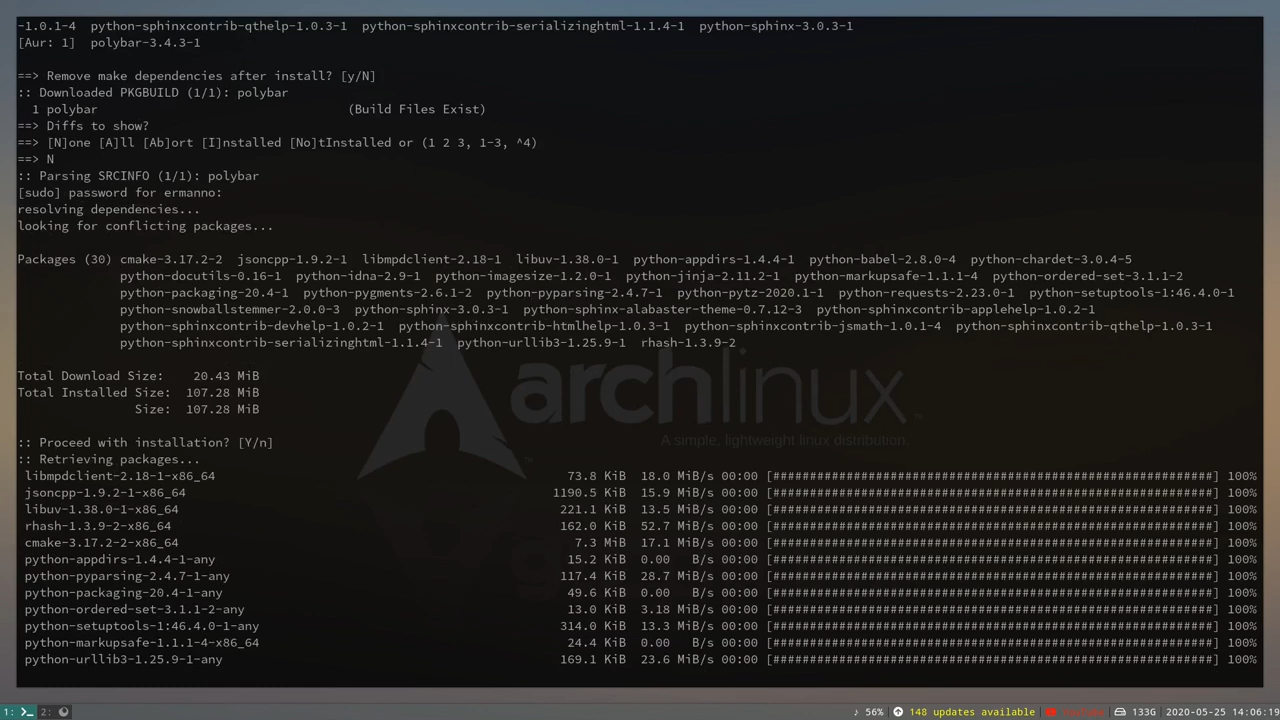 -1.0.1-4  python-sphinxcontrib-qthelp-1.0.3-1  python-sphinxcontrib-serializinghtml-1.1.4-1  python-sphinx-3.0.3-1
[Aur: 1]  polybar-3.4.3-1
==> Remove make dependencies after install? [y/N]
:: Downloaded PKGBUILD (1/1): polybar
1 polybar (Build Files Exist)
==> Diffs to show?
==> [N]one [A]ll [Ab]ort [I]nstalled [No]tInstalled or (1 2 3, 1-3, ^4)
==> N
:: Parsing SRCINFO (1/1): polybar
[sudo] password for ermanno:
resolving dependencies...
looking for conflicting packages...
Packages (30) cmake-3.17.2-2  jsoncpp-1.9.2-1  libmpdclient-2.18-1  libuv-1.38.0-1  python-appdirs-1.4.4-1  python-babel-2.8.0-4  python-chardet-3.0.4-5
python-docutils-0.16-1  python-idna-2.9-1  python-imagesize-1.2.0-1  python-jinja-2.11.2-1  python-markupsafe-1.1.1-4  python-ordered-set-3.1.1-2
python-packaging-20.4-1  python-pygments-2.6.1-2  python-pyparsing-2.4.7-1  python-pytz-2020.1-1  python-requests-2.23.0-1  python-setuptools-1:46.4.0-1
python-snowballstemmer-2.0.0-3  python-sphinx-3.0.3-1  python-sphinx-alabaster-theme-0.7.12-3  python-sphinxcontrib-applehelp-1.0.2-1
python-sphinxcontrib-devhelp-1.0.2-1  python-sphinxcontrib-htmlhelp-1.0.3-1  python-sphinxcontrib-jsmath-1.0.1-4  python-sphinxcontrib-qthelp-1.0.3-1
python-sphinxcontrib-serializinghtml-1.1.4-1  python-urllib3-1.25.9-1  rhash-1.3.9-2
Total Download Size:    20.43 MiB
Total Installed Size:  107.28 MiB
Size:  107.28 MiB
archlinux
A simple, lightweight linux distribution.
:: Proceed with installation? [Y/n]
:: Retrieving packages...
libmpdclient-2.18-1-x86_64 73.8 KiB  18.0 MiB/s 00:00 [############################################################] 100%
jsoncpp-1.9.2-1-x86_64 1190.5 KiB  15.9 MiB/s 00:00 [############################################################] 100%
libuv-1.38.0-1-x86_64 221.1 KiB  13.5 MiB/s 00:00 [############################################################] 100%
rhash-1.3.9-2-x86_64 162.0 KiB  52.7 MiB/s 00:00 [############################################################] 100%
cmake-3.17.2-2-x86_64 7.3 MiB  17.1 MiB/s 00:00 [############################################################] 100%
python-appdirs-1.4.4-1-any 15.2 KiB  0.00   B/s 00:00 [############################################################] 100%
python-pyparsing-2.4.7-1-any 117.4 KiB  28.7 MiB/s 00:00 [############################################################] 100%
python-packaging-20.4-1-any 49.6 KiB  0.00   B/s 00:00 [############################################################] 100%
python-ordered-set-3.1.1-2-any 13.0 KiB  3.18 MiB/s 00:00 [############################################################] 100%
python-setuptools-1:46.4.0-1-any 314.0 KiB  13.3 MiB/s 00:00 [############################################################] 100%
python-markupsafe-1.1.1-4-x86_64 24.4 KiB  0.00   B/s 00:00 [############################################################] 100%
python-urllib3-1.25.9-1-any 169.1 KiB  23.6 MiB/s 00:00 [############################################################] 100%
1: 2: ♪ 56% 148 updates available 133G 2020-05-25 14:06:19